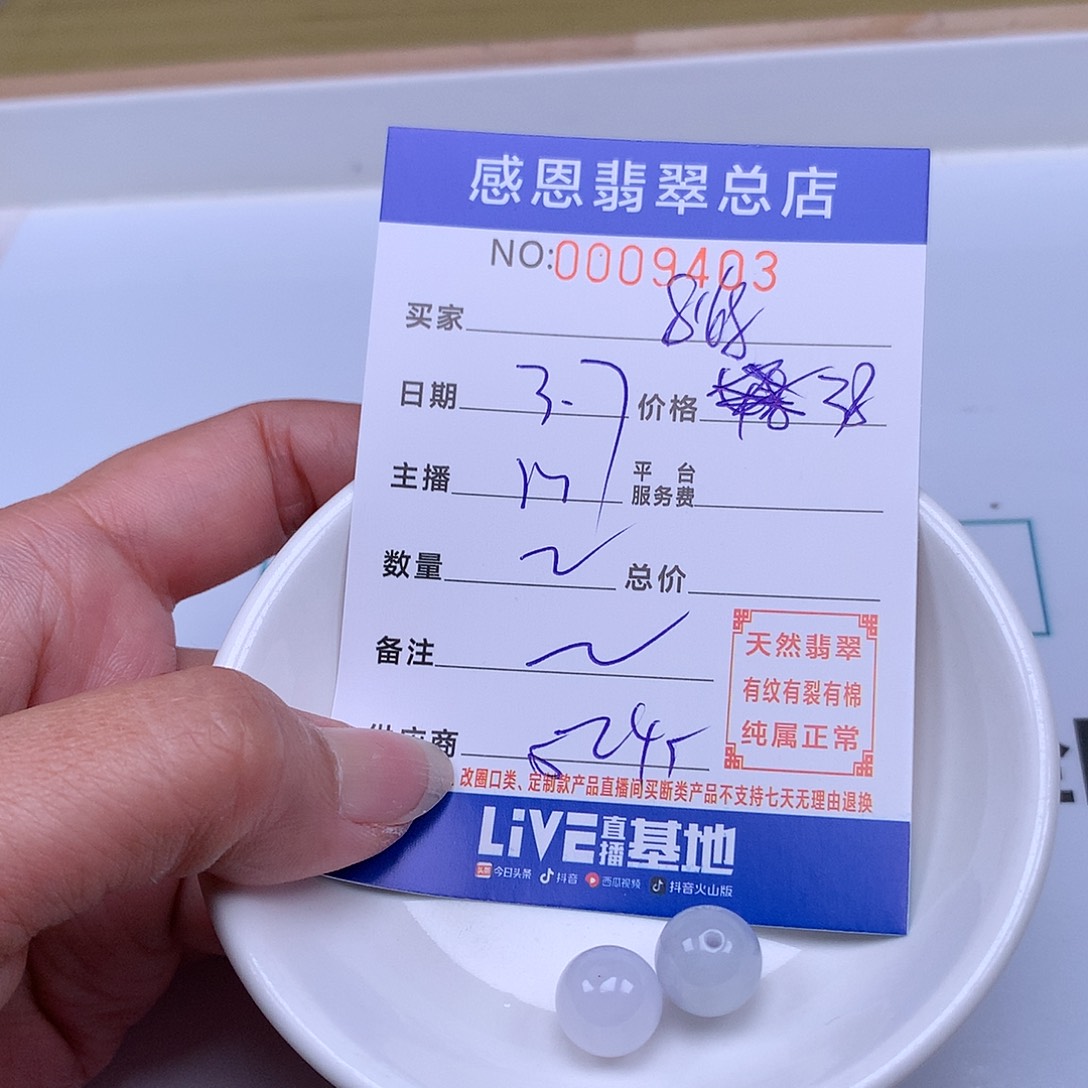 感恩翡翠总店
NO:0009403
买家 8168
日期 3.7 价格 38
主播
平台服务费
数量 2 总价
备注
天然翡翠
有纹有裂有棉
纯属正常
供应商
改圈口类、定制款产品直播间买断类产品不支持七天无理由退换
LiVE直播基地
今日头条 抖音 西瓜视频 抖音火山版